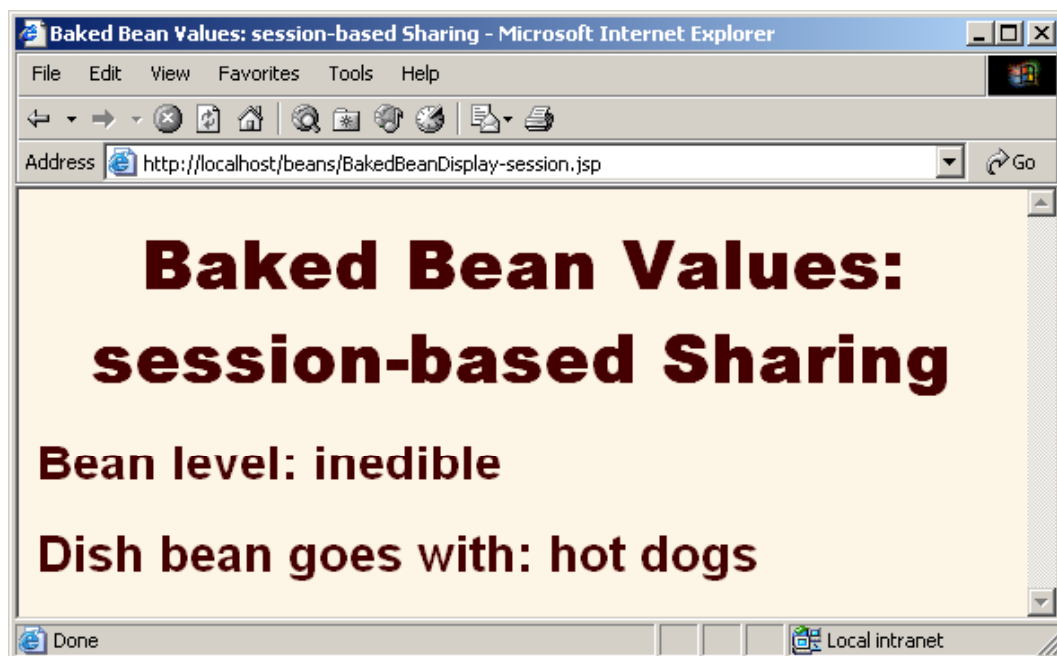 Baked Bean Values: session-based Sharing - Microsoft Internet Explorer
File Edit View Favorites Tools Help
Address http://localhost/beans/BakedBeanDisplay-session.jsp Go
Baked Bean Values:
session-based Sharing
Bean level: inedible
Dish bean goes with: hot dogs
Done Local intranet